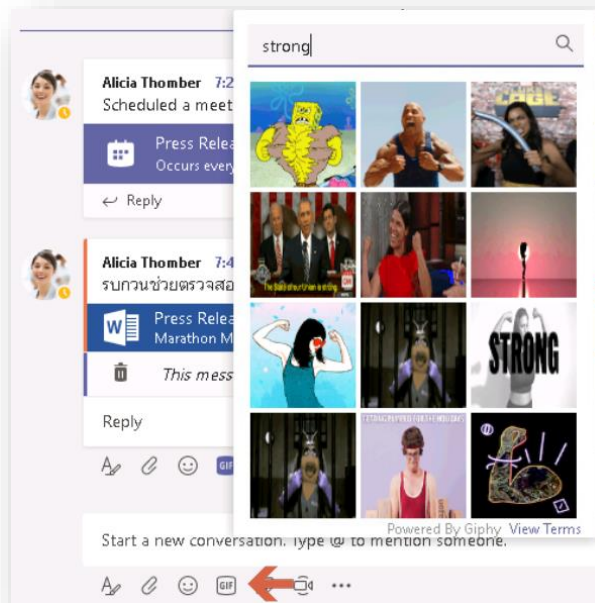 strong
Alicia Thomber 7:2
Scheduled a meet
Press Relea
Occurs every
Reply
Alicia Thomber 7:4
รบกวนช่วยตรวจสอ
Press Relea
Marathon M
This mess
Reply
GIF
STRONG
Powered By Giphy View Terms
Start a new conversation. Type @ to mention someone.
GIF